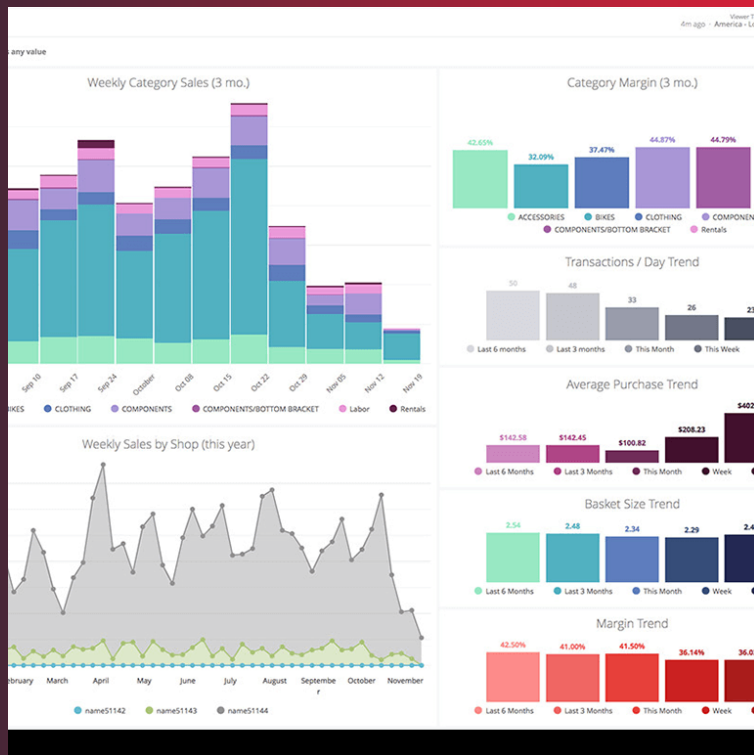 Viewer T
4m ago · America - Lo
s any value
Weekly Category Sales (3 mo.)
Sep 10
Sep 17
Sep 24
October
Oct 08
Oct 15
Oct 22
Oct 29
Nov 05
Nov 12
Nov 19
IKES CLOTHING COMPONENTS COMPONENTS/BOTTOM BRACKET Labor Rentals
Weekly Sales by Shop (this year)
ebruary March April May June July August Septembe October November
r
name51142 name51143 name51144
Category Margin (3 mo.)
42.65% 32.09% 37.47% 44.87% 44.79%
ACCESSORIES BIKES CLOTHING COMPONEN
COMPONENTS/BOTTOM BRACKET Rentals
Transactions / Day Trend
50 48 33 26 23
Last 6 months Last 3 months This Month This Week
Average Purchase Trend
$142.58 $142.45 $100.82 $208.23 $402
Last 6 Months Last 3 Months This Month Week
Basket Size Trend
2.54 2.48 2.34 2.29 2.4
Last 6 Months Last 3 Months This Month Week
Margin Trend
42.50% 41.00% 41.50% 36.14% 36.0
Last 6 Months Last 3 Months This Month Week